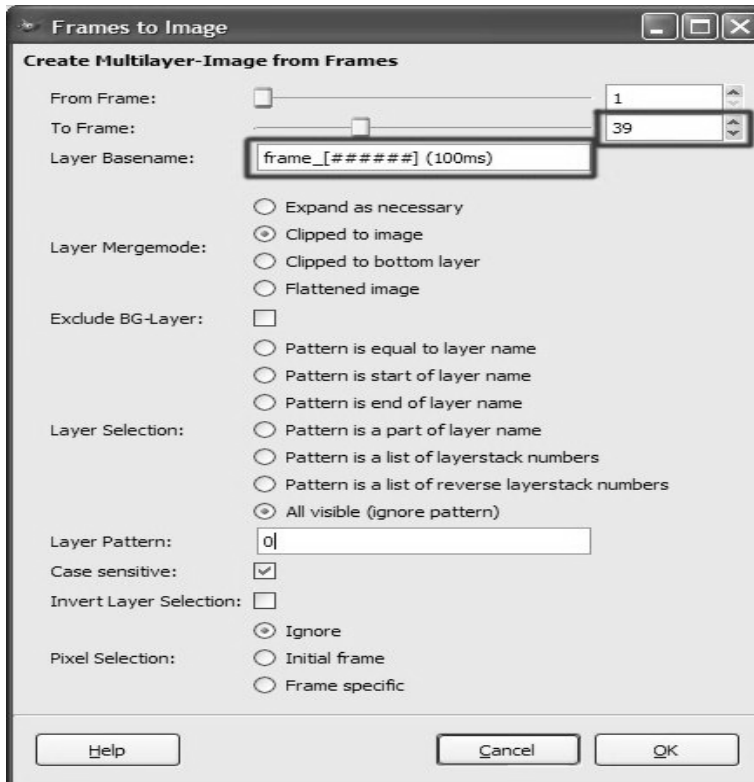 Frames to Image
Create Multilayer-Image from Frames
From Frame: 1
To Frame: 39
Layer Basename: frame_[######] (100ms)
Layer Mergemode:
Expand as necessary
Clipped to image
Clipped to bottom layer
Flattened image
Exclude BG-Layer:
Layer Selection:
Pattern is equal to layer name
Pattern is start of layer name
Pattern is end of layer name
Pattern is a part of layer name
Pattern is a list of layerstack numbers
Pattern is a list of reverse layerstack numbers
All visible (ignore pattern)
Layer Pattern: 0
Case sensitive:
Invert Layer Selection:
Pixel Selection:
Ignore
Initial frame
Frame specific
Help Cancel OK